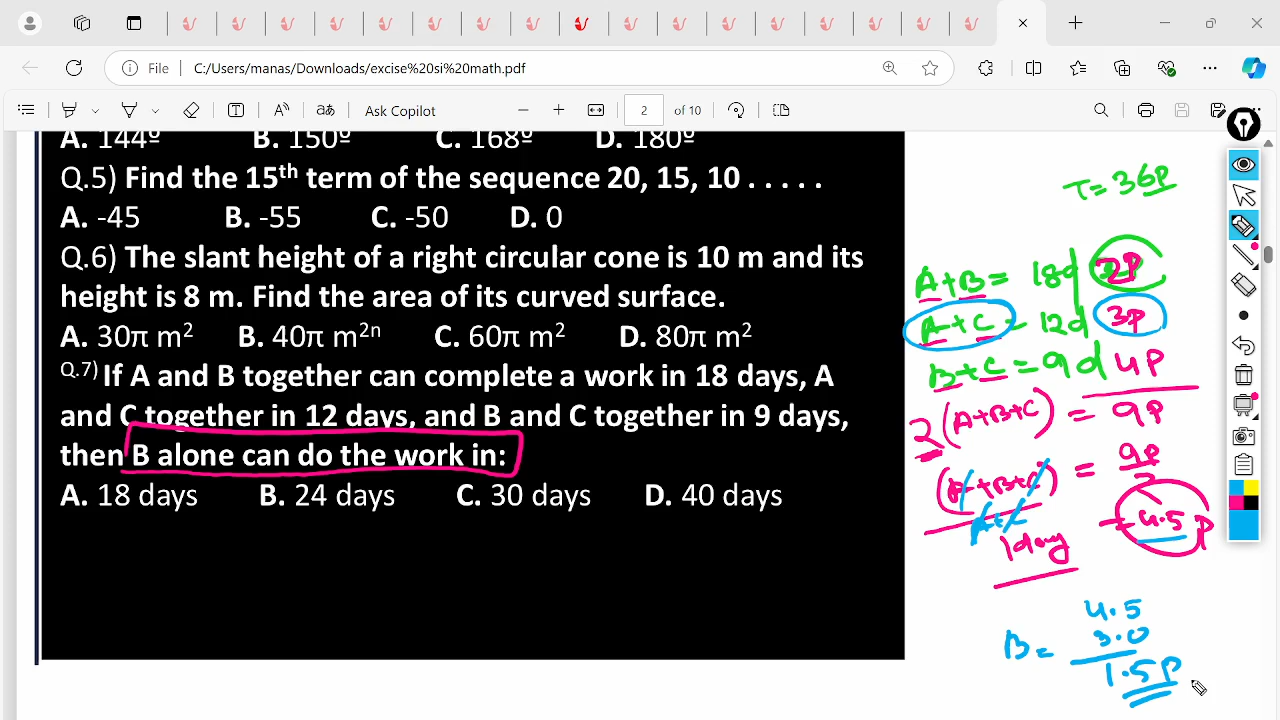 File C:/Users/manas/Downloads/excise%20si%20math.pdf
Ask Copilot 2 of 10
A. 144º B. 150º C. 168º D. 180º
Q.5) Find the 15th term of the sequence 20, 15, 10 . . . . .
A. -45 B. -55 C. -50 D. 0
Q.6) The slant height of a right circular cone is 10 m and its
height is 8 m. Find the area of its curved surface.
A. 30π m² B. 40π m²ⁿ C. 60π m² D. 80π m²
Q.7) If A and B together can complete a work in 18 days, A
and C together in 12 days, and B and C together in 9 days,
then B alone can do the work in:
A. 18 days B. 24 days C. 30 days D. 40 days
T = 36P
A+B = 18d 2P
A+C = 12d 3P
B+C = 9d 4P
2(A+B+C) = 9P
(A+B+C) = 9P
2
A+C
= 4.5 P
1day
4.5
B = 3.0
1.5P